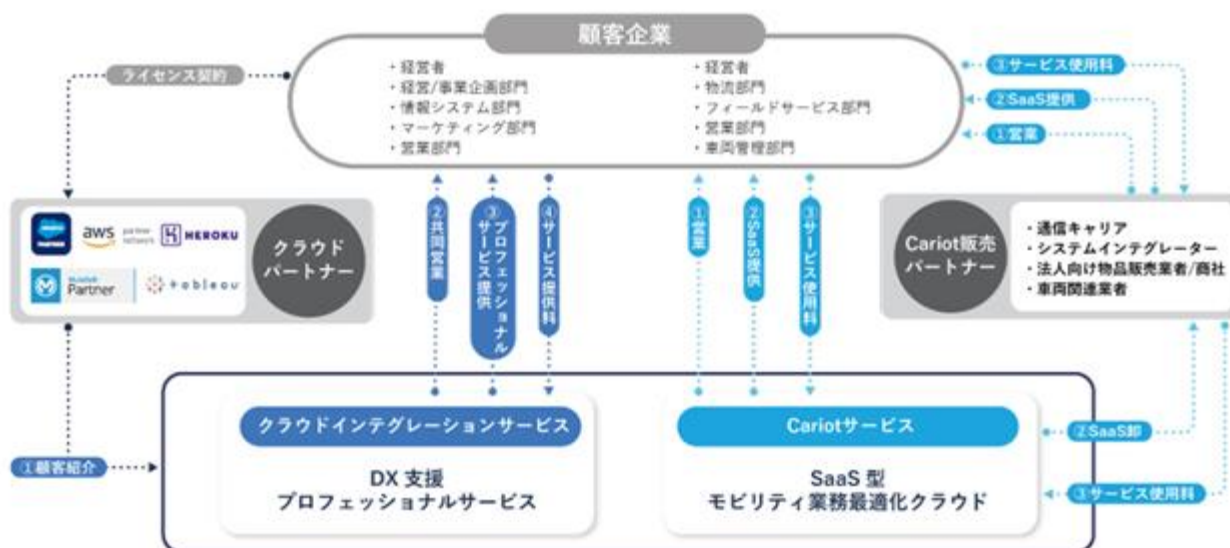 顧客企業
・経営者
・経営/事業企画部門
・情報システム部門
・マーケティング部門
・営業部門
・経営者
・物流部門
・フィールドサービス部門
・営業部門
・車両管理部門
ライセンス契約
③サービス使用料
②SaaS提供
①営業
PARTNER
aws partner network
HEROKU
Partner
+ableau
クラウド
パートナー
②共同営業
③プロフェッショナル
サービス提供
④サービス提供料
①営業
②SaaS提供
③サービス使用料
Cariot販売
パートナー
・通信キャリア
・システムインテグレーター
・法人向け物品販売業者/商社
・車両関連業者
①顧客紹介
クラウドインテグレーションサービス
DX 支援
プロフェッショナルサービス
Cariotサービス
SaaS 型
モビリティ業務最適化クラウド
②SaaS卸
③サービス使用料